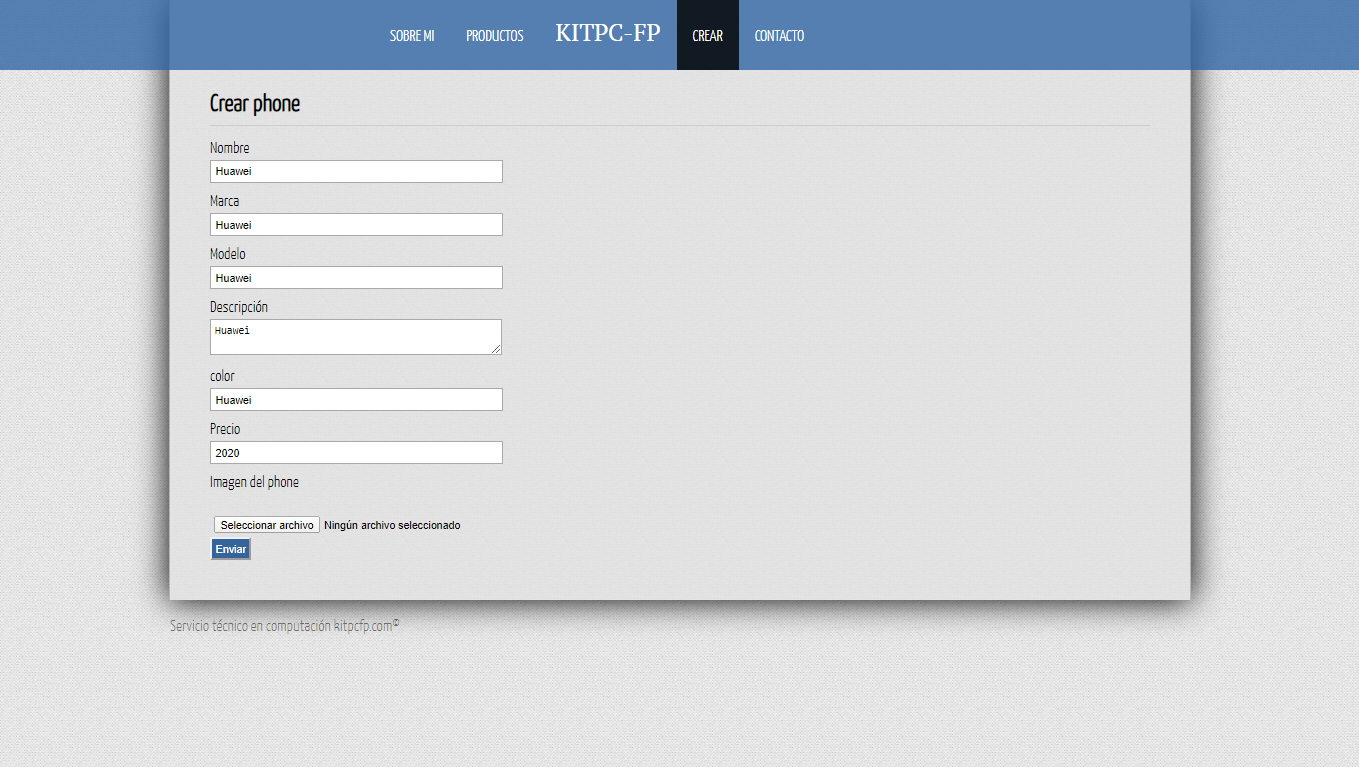 SOBRE MI PRODUCTOS KITPC-FP CREAR CONTACTO
Crear phone
Nombre
Huawei
Marca
Huawei
Modelo
Huawei
Descripción
Huawei
color
Huawei
Precio
2020
Imagen del phone
Seleccionar archivo Ningún archivo seleccionado
Enviar
Servicio técnico en computación kitpcfp.com©